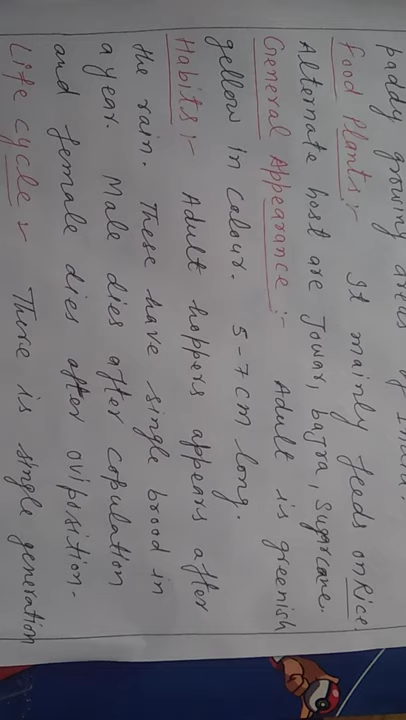 paddy growing areas of India.
Food Plants :- It mainly feeds on Rice.
Alternate host are Jowar, bajra, Sugarcane.
General Appearance :- Adult is greenish
yellow in colour. 5-7 cm long.
Habits :- Adult hoppers appears after
the rain. These have single brood in
a year. Male dies after copulation
and female dies after oviposition.
Life cycle :- There is single generation